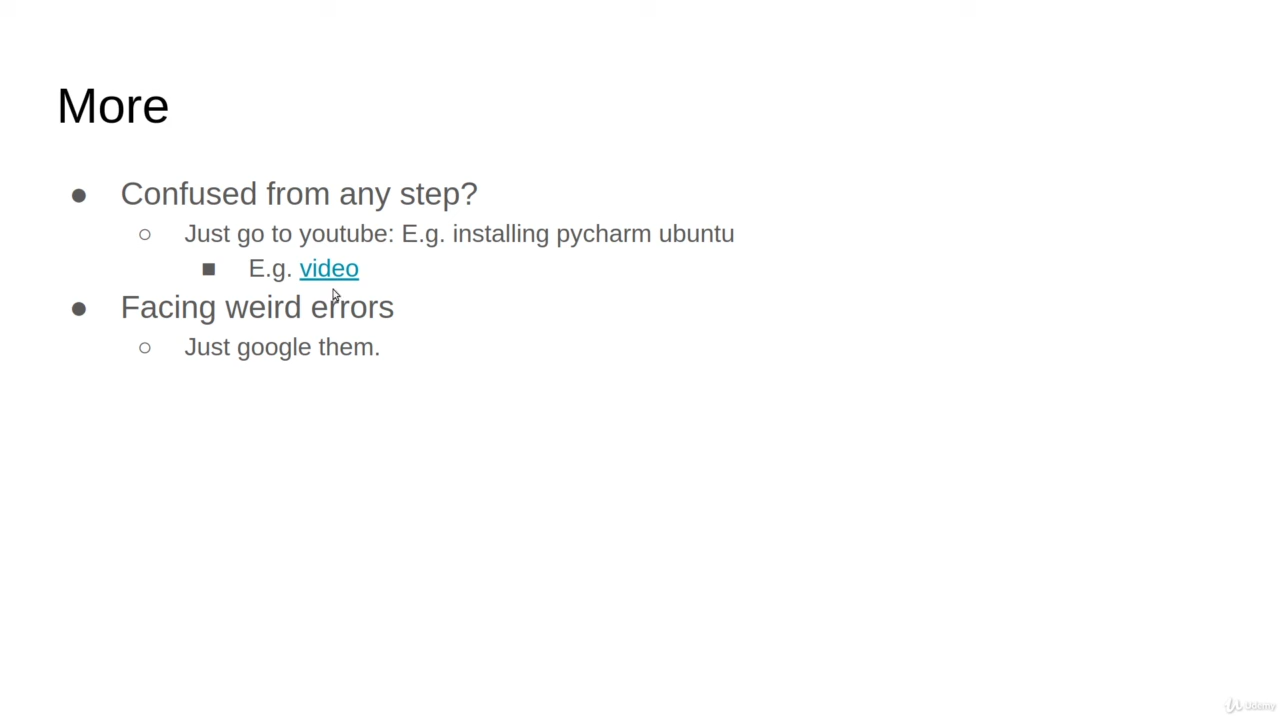 More
● Confused from any step?
○ Just go to youtube: E.g. installing pycharm ubuntu
■ E.g. video
● Facing weird errors
○ Just google them.
Udemy